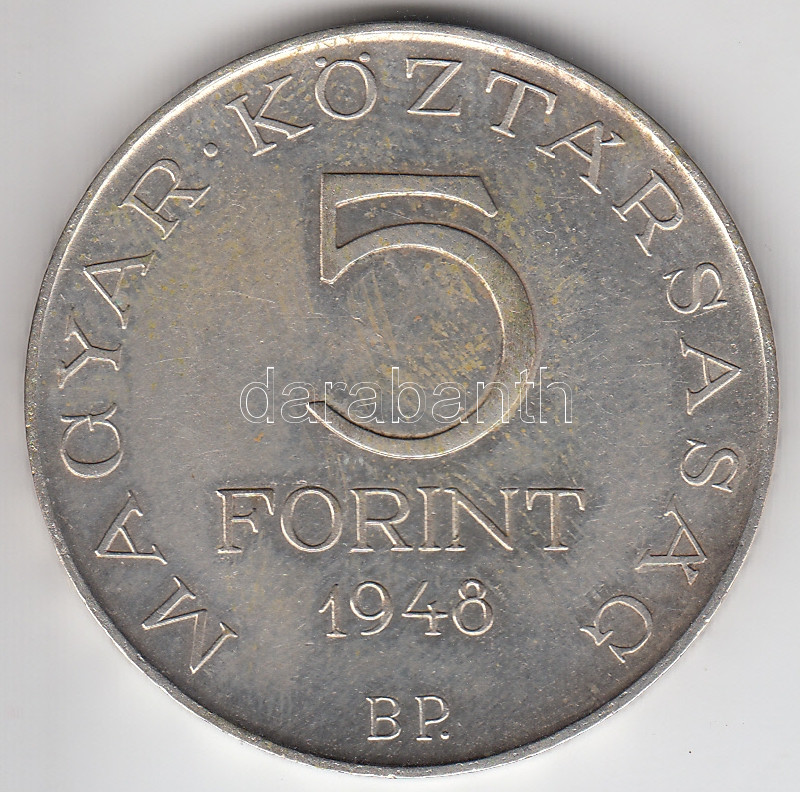 MAGYAR · KÖZTÁRSASÁG
5
darabanth
FORINT
1948
BP.